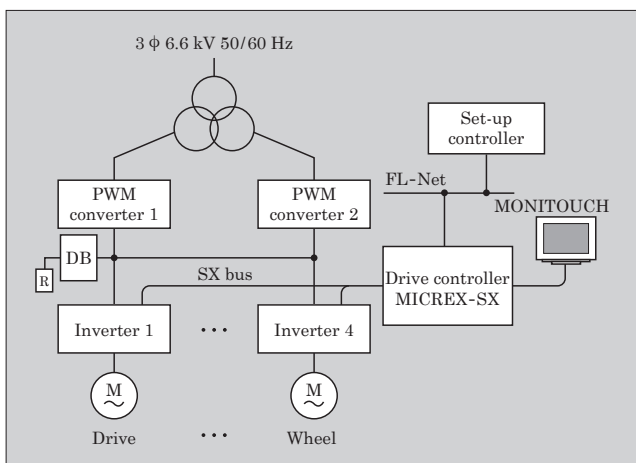 3 φ 6.6 kV 50/60 Hz
Set-up
controller
FL-Net
MONITOUCH
PWM
converter 1
PWM
converter 2
DB
R
SX bus
Drive controller
MICREX-SX
Inverter 1
• • •
Inverter 4
M
~
M
~
Drive
• • •
Wheel